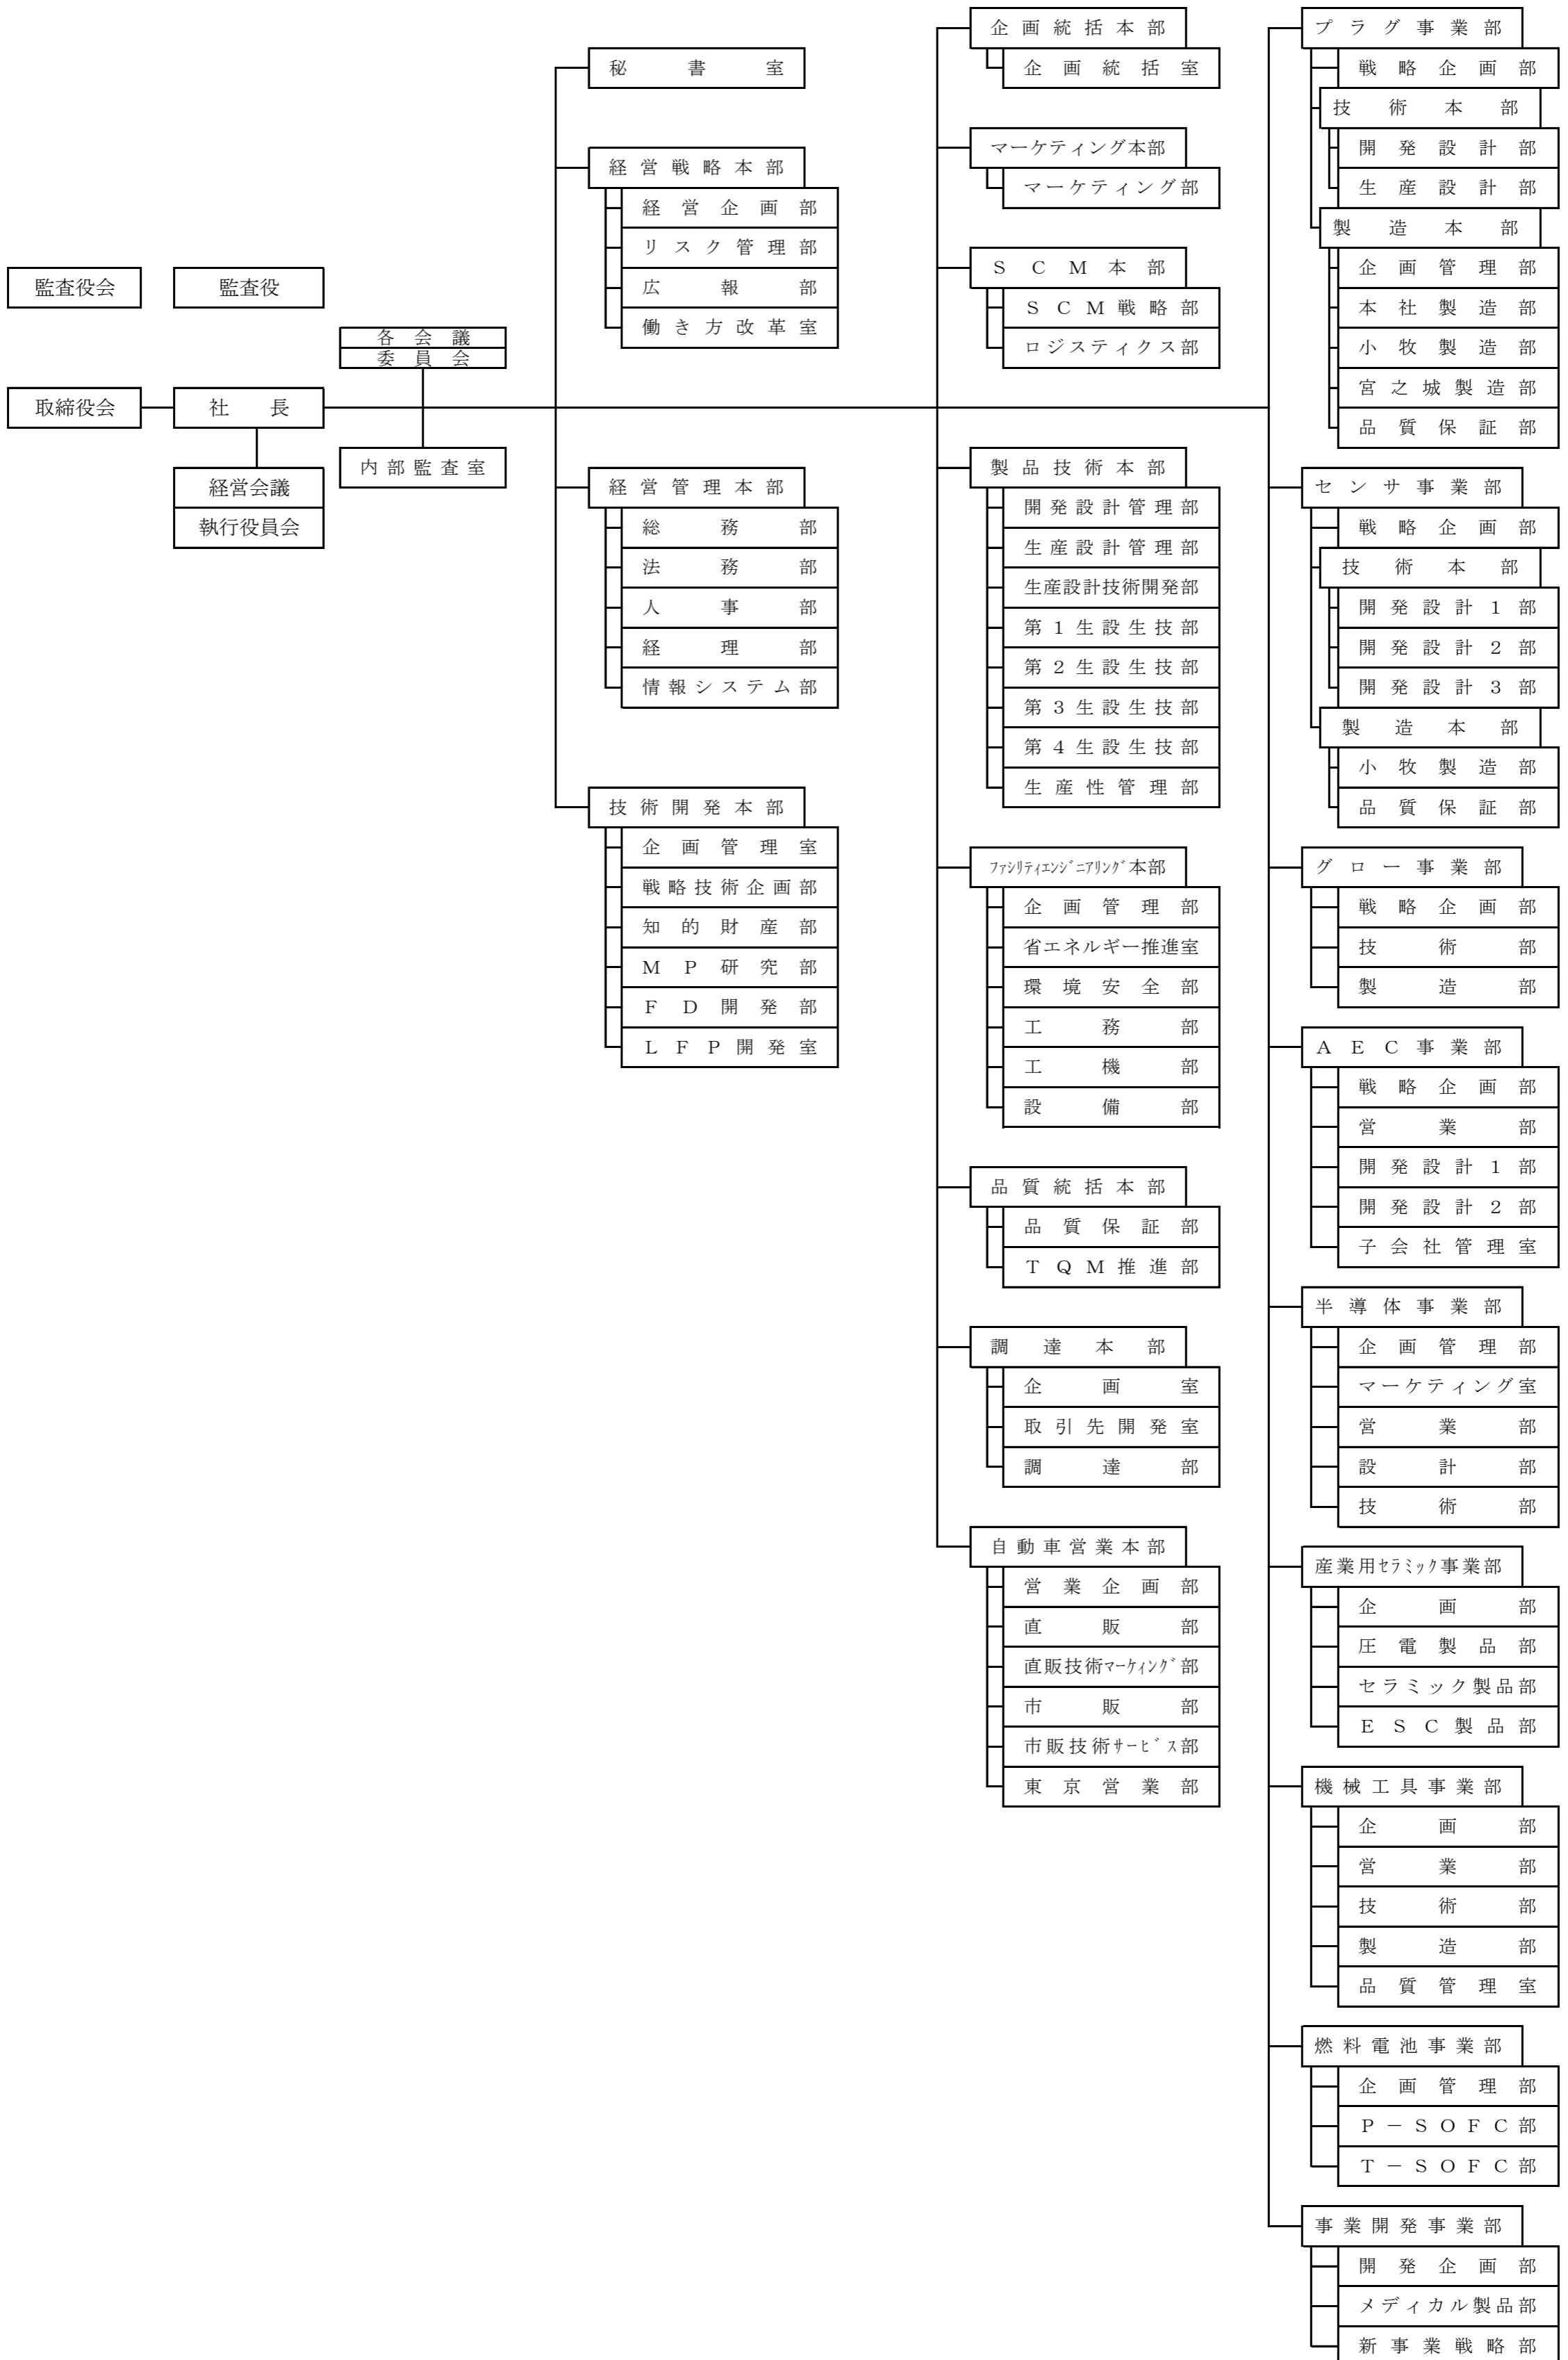 監査役会
監査役
取締役会
社長
経営会議
執行役員会
各会議
委員会
内部監査室
秘書室
経営戦略本部
経営企画部
リスク管理部
広報部
働き方改革室
経営管理本部
総務部
法務部
人事部
経理部
情報システム部
技術開発本部
企画管理室
戦略技術企画部
知的財産部
MP研究部
FD開発部
LFP開発室
企画統括本部
企画統括室
マーケティング本部
マーケティング部
SCM本部
SCM戦略部
ロジスティクス部
製品技術本部
開発設計管理部
生産設計管理部
生産設計技術開発部
第1生設生技部
第2生設生技部
第3生設生技部
第4生設生技部
生産性管理部
ファシリティエンジニアリング本部
企画管理部
省エネルギー推進室
環境安全部
工務部
工機部
設備部
品質統括本部
品質保証部
TQM推進部
調達本部
企画室
取引先開発室
調達部
自動車営業本部
営業企画部
直販部
直販技術マーケィング部
市販部
市販技術サービス部
東京営業部
プラグ事業部
戦略企画部
技術本部
開発設計部
生産設計部
製造本部
企画管理部
本社製造部
小牧製造部
宮之城製造部
品質保証部
センサ事業部
戦略企画部
技術本部
開発設計1部
開発設計2部
開発設計3部
製造本部
小牧製造部
品質保証部
グロー事業部
戦略企画部
技術部
製造部
AEC事業部
戦略企画部
営業部
開発設計1部
開発設計2部
子会社管理室
半導体事業部
企画管理部
マーケティング室
営業部
設計部
技術部
産業用セラミック事業部
企画部
圧電製品部
セラミック製品部
ESC製品部
機械工具事業部
企画部
営業部
技術部
製造部
品質管理室
燃料電池事業部
企画管理部
P－SOFC部
T－SOFC部
事業開発事業部
開発企画部
メディカル製品部
新事業戦略部